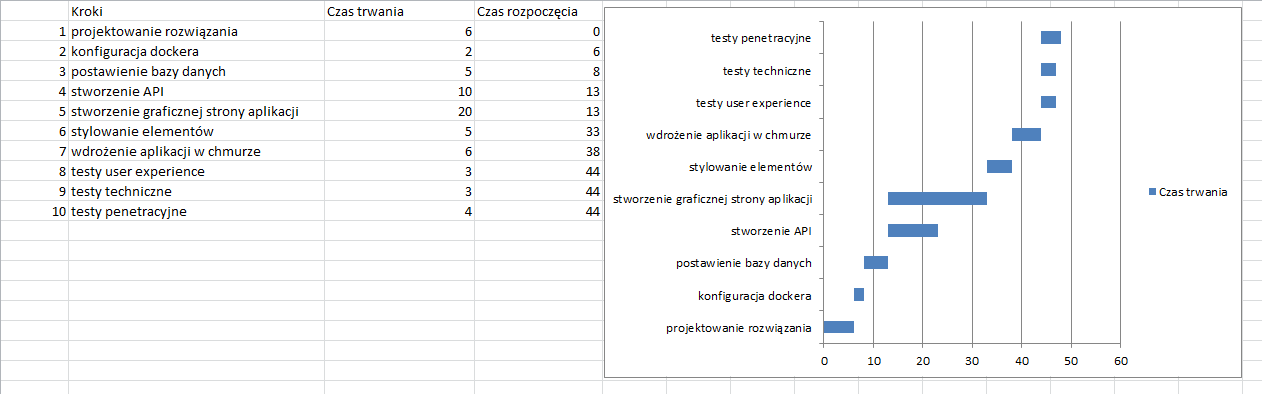 Kroki Czas trwania Czas rozpoczęcia
1 projektowanie rozwiązania 6 0
2 konfiguracja dockera 2 6
3 postawienie bazy danych 5 8
4 stworzenie API 10 13
5 stworzenie graficznej strony aplikacji 20 13
6 stylowanie elementów 5 33
7 wdrożenie aplikacji w chmurze 6 38
8 testy user experience 3 44
9 testy techniczne 3 44
10 testy penetracyjne 4 44
testy penetracyjne
testy techniczne
testy user experience
wdrożenie aplikacji w chmurze
stylowanie elementów
stworzenie graficznej strony aplikacji
stworzenie API
postawienie bazy danych
konfiguracja dockera
projektowanie rozwiązania
0 10 20 30 40 50 60
Czas trwania